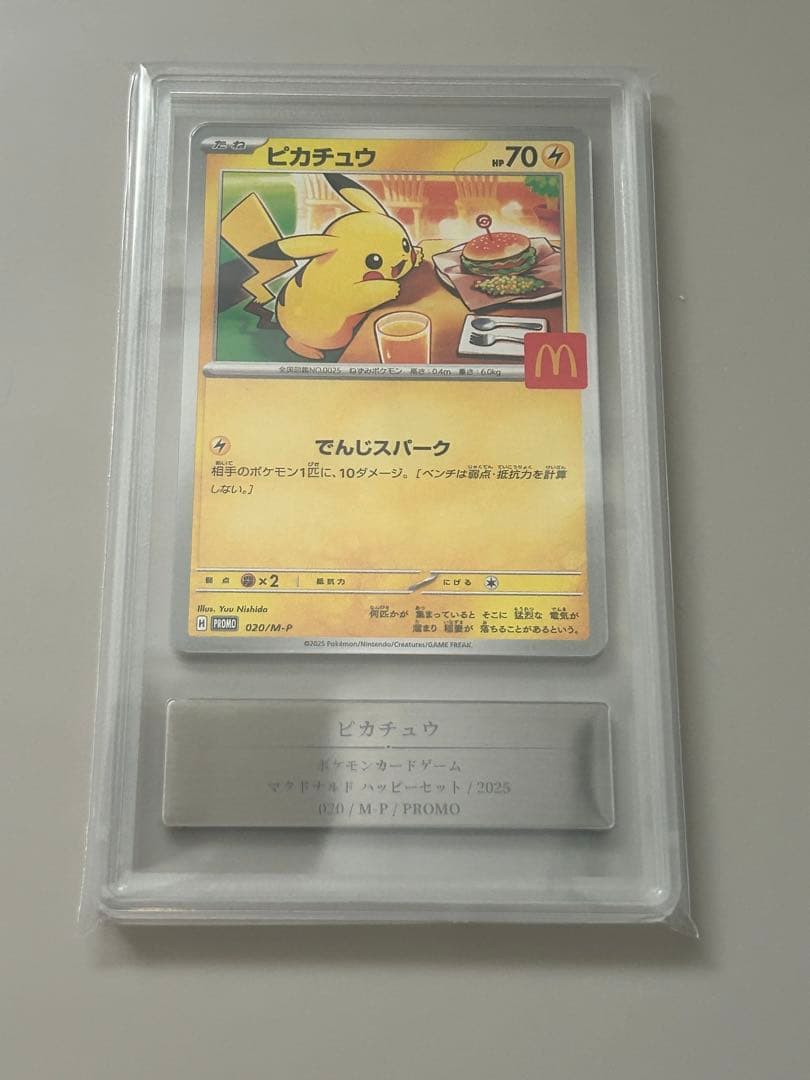 たね ピカチュウ HP70
全国図鑑NO.0025 ねずみポケモン 高さ:0.4m 重さ:6.0kg
でんじスパーク
相手のポケモン1匹に、10ダメージ。[ベンチは弱点・抵抗力を計算
しない。]
弱点 ×2 抵抗力 にげる
Illus. Yuu Nishida
何匹かが 集まっていると そこに 猛烈な 電気が
H PROMO 020/M-P
溜まり 稲妻が 落ちることがあるという。
©2025 Pokémon/Nintendo/Creatures/GAME FREAK.
ピカチュウ
ポケモンカードゲーム
マクドナルド ハッピーセット / 2025
020 / M-P / PROMO